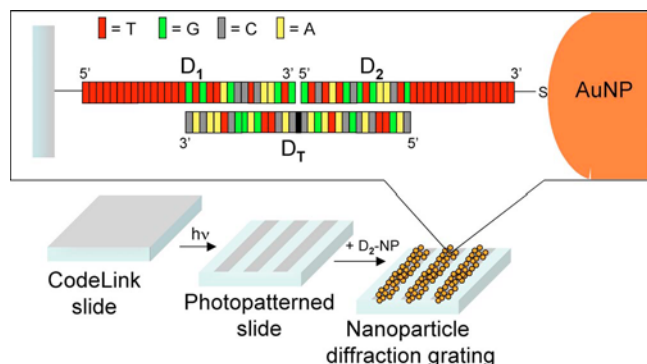 = T = G = C = A
5' D1 3' 5' D2 3'
S
AuNP
3' DT 5'
hν
+ D2-NP
CodeLink
slide
Photopatterned
slide
Nanoparticle
diffraction grating